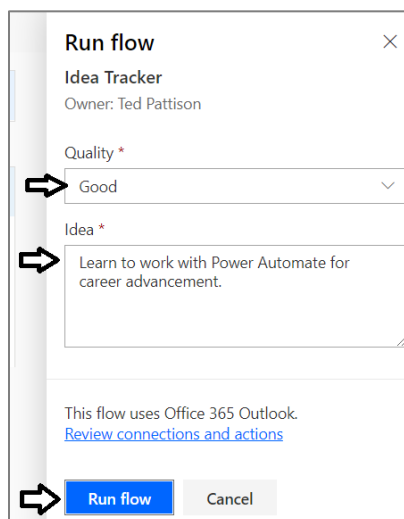 Run flow
Idea Tracker
Owner: Ted Pattison
Quality *
Good
Idea *
Learn to work with Power Automate for
career advancement.
This flow uses Office 365 Outlook.
Review connections and actions
Run flow
Cancel